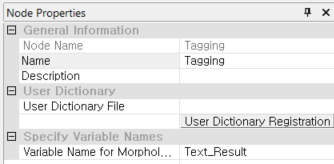 Node Properties
General Information
Node Name Tagging
Name Tagging
Description
User Dictionary
User Dictionary File
User Dictionary Registration
Specify Variable Names
Variable Name for Morphol... Text_Result